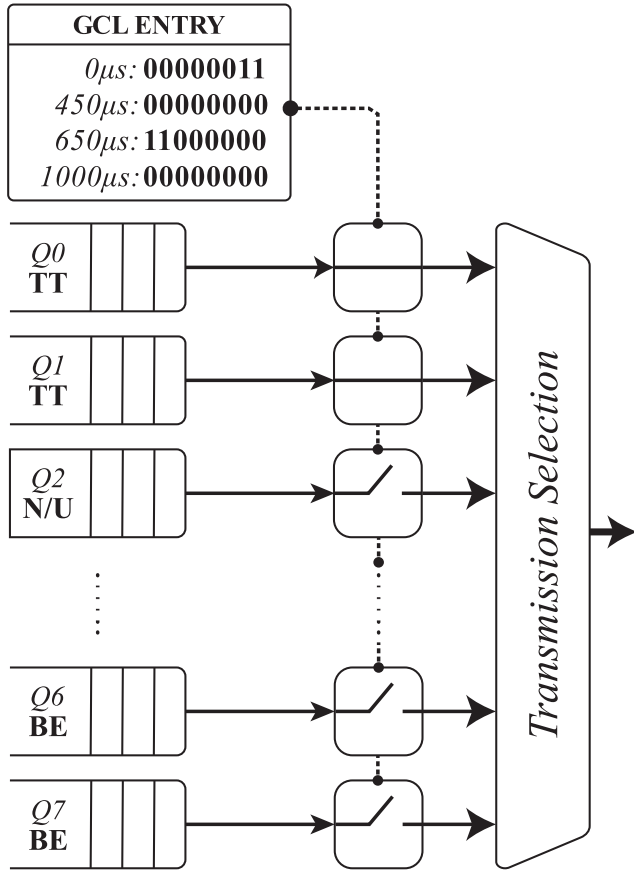 GCL ENTRY
0µs: 00000011
450µs: 00000000
650µs: 11000000
1000µs: 00000000
Q0
TT
Q1
TT
Q2
N/U
Q6
BE
Q7
BE
Transmission Selection